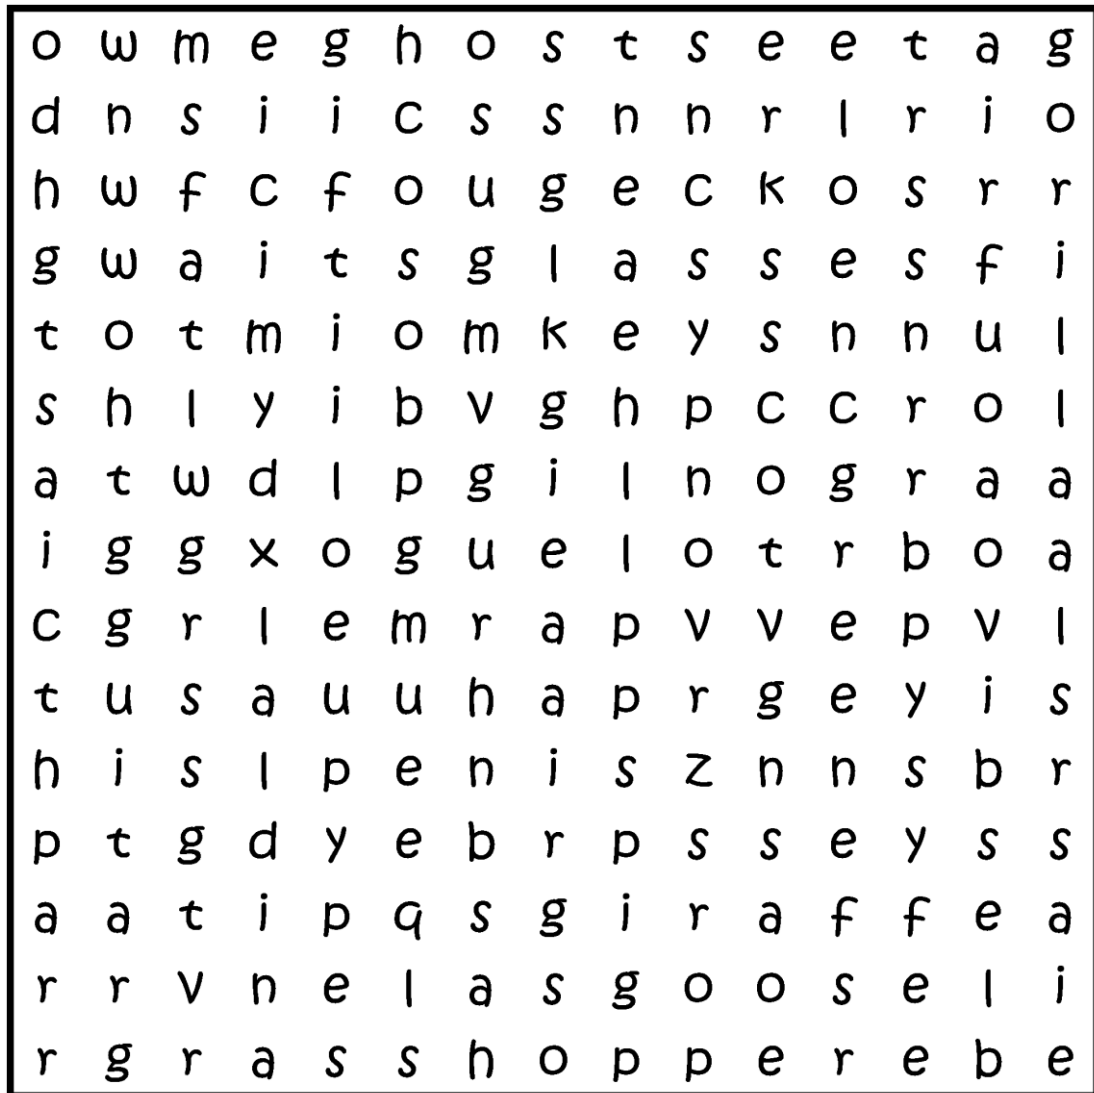 o w m e g h o s t s e e t a g
d n s i i c s s n n r l r i o
h w f c f o u g e c k o s r r
g w a i t s g l a s s e s f i
t o t m i o m k e y s n n u l
s h l y i b v g h p c c r o l
a t w d l p g i l n o g r a a
i g g x o g u e l o t r b o a
c g r l e m r a p v v e p v l
t u s a u u h a p r g e y i s
h i s l p e n i s z n n s b r
p t g d y e b r p s s e y s s
a a t i p q s g i r a f f e a
r r v n e l a s g o o s e l i
r g r a s s h o p p e r e b e